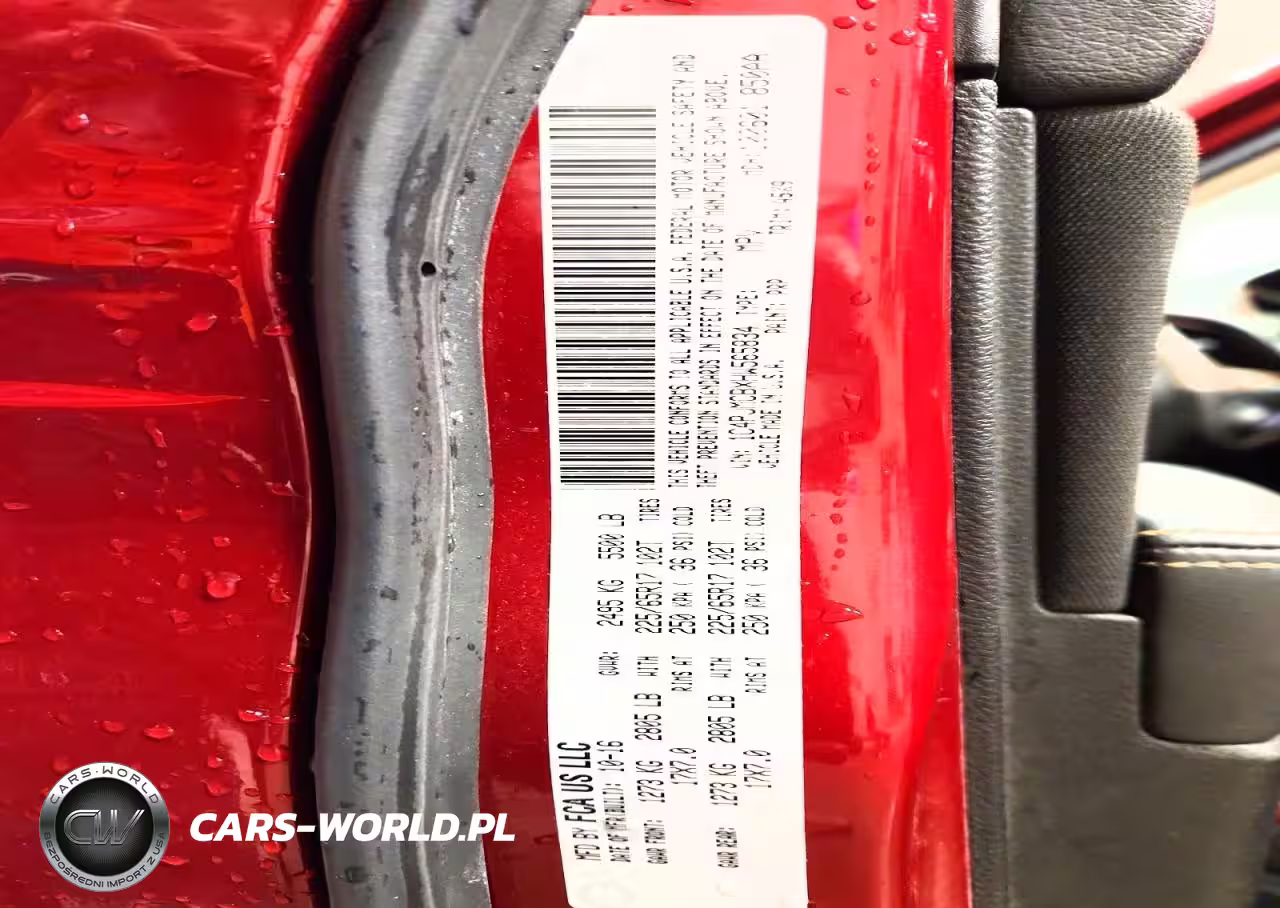 MFD BY FCA US LLC
DATE OF MFR(BUILT): 10-16 GVWR: 2495 KG 5500 LB
GAWR FRONT: 1273 KG 2805 LB WITH 225/65R17 102T TIRES
17X7.0 RIMS AT 250 KPA ( 36 PSI) COLD
GAWR REAR: 1273 KG 2805 LB WITH 225/65R17 102T TIRES
17X7.0 RIMS AT 250 KPA ( 36 PSI) COLD
THIS VEHICLE CONFORMS TO ALL APPLICABLE U.S.A. FEDERAL MOTOR VEHICLE SAFETY AND
THEFT PREVENTION STANDARDS IN EFFECT ON THE DATE OF MANUFACTURE SHOWN ABOVE.
VIN: TYPE: MPV
VEHICLE MADE IN U.S.A. PAINT: PRP
CARS-WORLD
CW
BEZPOŚREDNI IMPORT Z USA
CARS-WORLD.PL